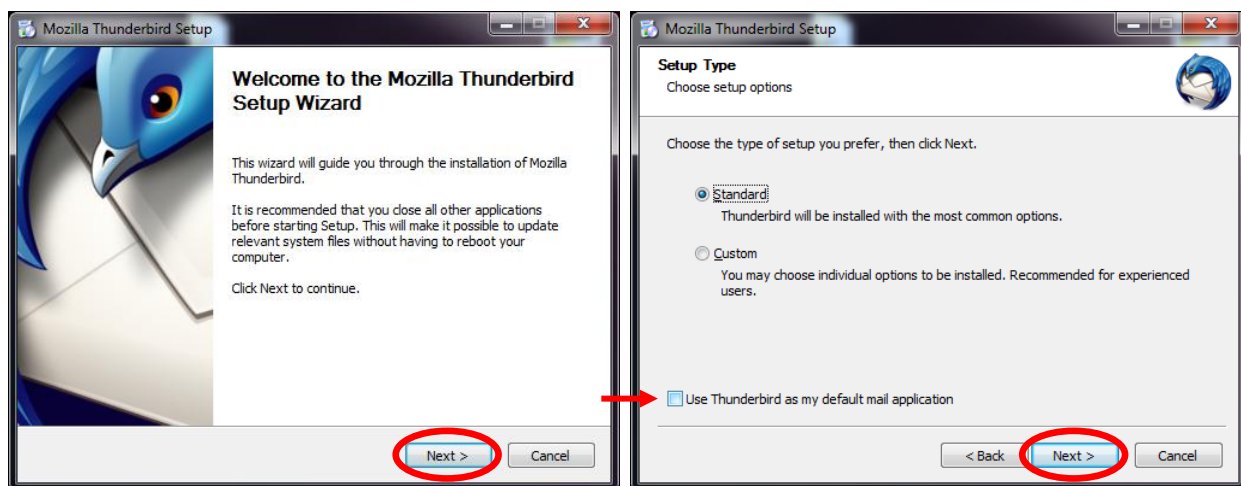 Mozilla Thunderbird Setup
Welcome to the Mozilla Thunderbird
Setup Wizard
This wizard will guide you through the installation of Mozilla
Thunderbird.
It is recommended that you close all other applications
before starting Setup. This will make it possible to update
relevant system files without having to reboot your
computer.
Click Next to continue.
Next >
Cancel
Mozilla Thunderbird Setup
Setup Type
Choose setup options
Choose the type of setup you prefer, then click Next.
Standard
Thunderbird will be installed with the most common options.
Custom
You may choose individual options to be installed. Recommended for experienced
users.
Use Thunderbird as my default mail application
< Back
Next >
Cancel